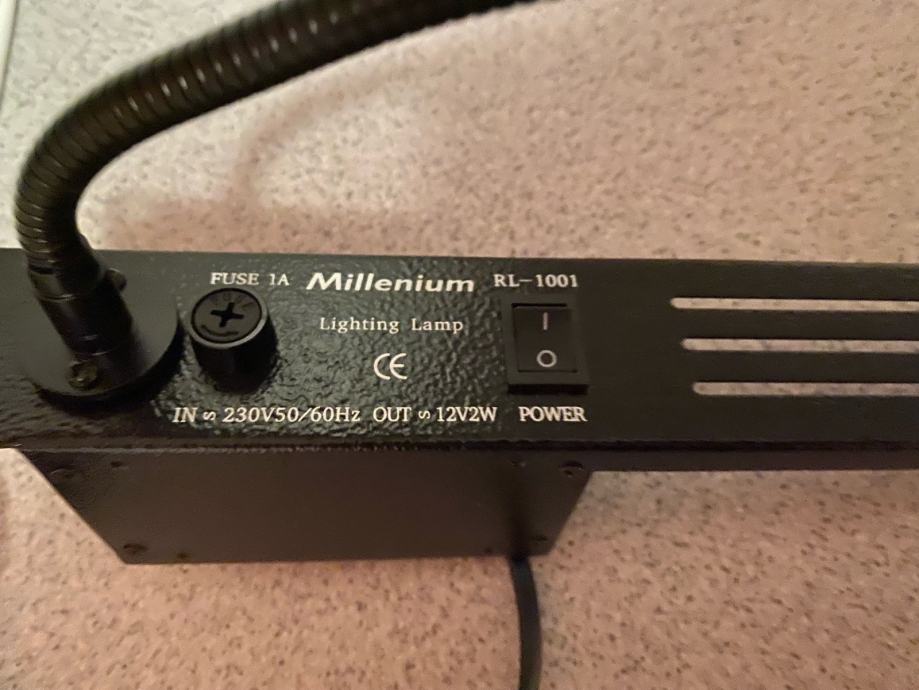 FUSE 1A Millenium RL-1001
Lighting Lamp
CE
IN ∽ 230V50/60Hz OUT ∽ 12V2W POWER